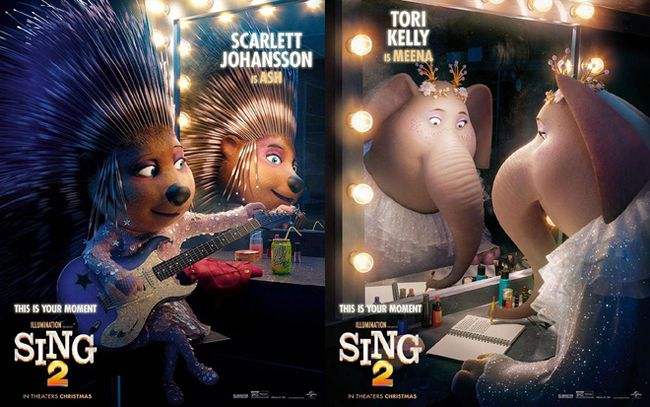 SCARLETT
JOHANSSON
IS ASH
THIS IS YOUR MOMENT
ILLUMINATION
SING
2
IN THEATERS CHRISTMAS
TORI
KELLY
IS MEENA
THIS IS YOUR MOMENT
ILLUMINATION
SING
2
IN THEATERS CHRISTMAS